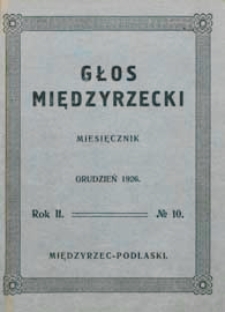 GŁOS
MIĘDZYRZECKI
MIESIĘCZNIK
GRUDZIEŃ 1926.
Rok II. № 10.
MIĘDZYRZEC-PODLASKI.